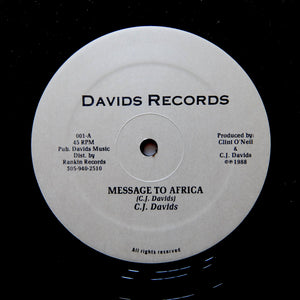 DAVIDS RECORDS
001-A
45 RPM
Pub. Davids Music
Dist. by
Rankin Records
305-940-2510
Produced by:
Clint O'Neil
&
C.J. Davids
©℗1988
MESSAGE TO AFRICA
(C.J. Davids)
C.J. Davids
All rights reserved